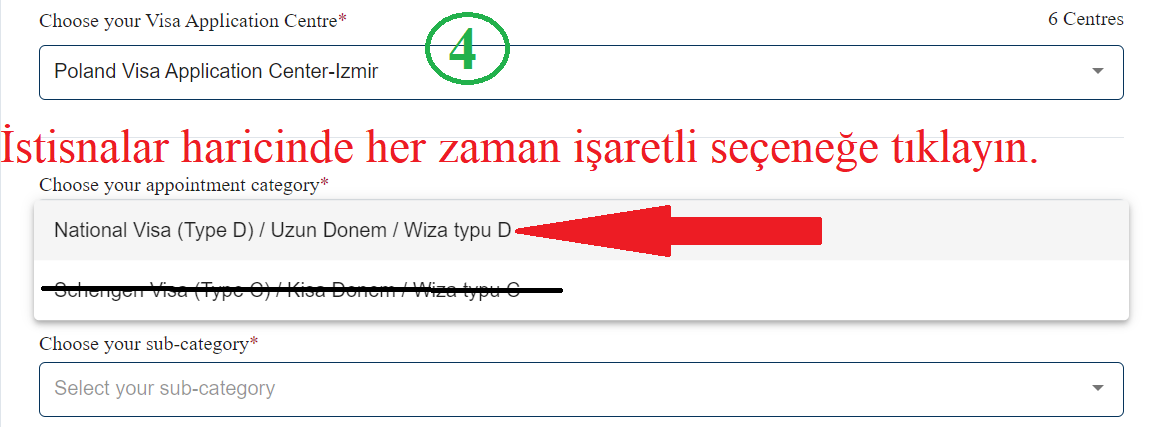 Choose your Visa Application Centre*
6 Centres
4
Poland Visa Application Center-Izmir
İstisnalar haricinde her zaman işaretli seçeneğe tıklayın.
Choose your appointment category*
National Visa (Type D) / Uzun Donem / Wiza typu D
Schengen Visa (Type C) / Kisa Donem / Wiza typu C
Choose your sub-category*
Select your sub-category